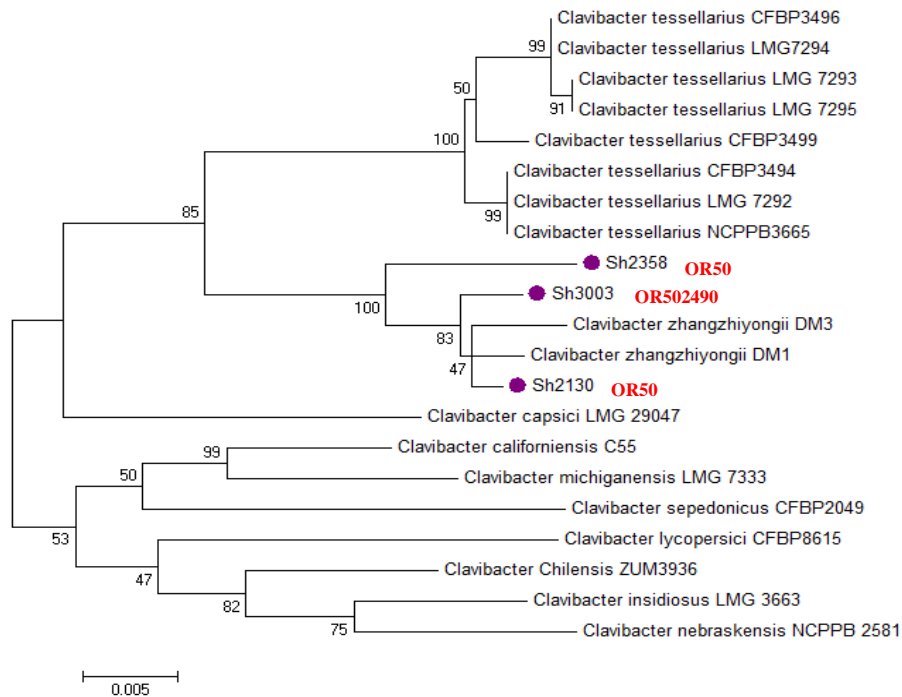 Clavibacter tessellarius CFBP3496
99 Clavibacter tessellarius LMG7294
Clavibacter tessellarius LMG 7293
50
91 Clavibacter tessellarius LMG 7295
100 Clavibacter tessellarius CFBP3499
Clavibacter tessellarius CFBP3494
Clavibacter tessellarius LMG 7292
85 99
Clavibacter tessellarius NCPPB3665
Sh2358 OR50
Sh3003 OR502490
100
Clavibacter zhangzhiyongii DM3
83
Clavibacter zhangzhiyongii DM1
47
Sh2130 OR50
Clavibacter capsici LMG 29047
Clavibacter californiensis C55
99
50 Clavibacter michiganensis LMG 7333
Clavibacter sepedonicus CFBP2049
53 Clavibacter lycopersici CFBP8615
Clavibacter Chilensis ZUM3936
47
Clavibacter insidiosus LMG 3663
82
75 Clavibacter nebraskensis NCPPB 2581
0.005